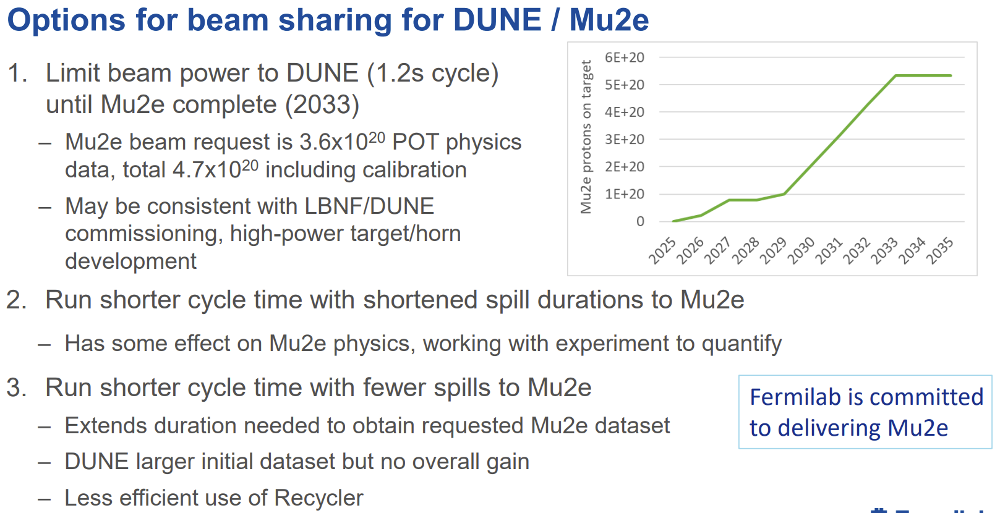 Options for beam sharing for DUNE / Mu2e
1. Limit beam power to DUNE (1.2s cycle)
until Mu2e complete (2033)
– Mu2e beam request is 3.6x10²⁰ POT physics
data, total 4.7x10²⁰ including calibration
– May be consistent with LBNF/DUNE
commissioning, high-power target/horn
development
Mu2e protons on target
6E+20
5E+20
4E+20
3E+20
2E+20
1E+20
0
2025
2026
2027
2028
2029
2030
2031
2032
2033
2034
2035
2. Run shorter cycle time with shortened spill durations to Mu2e
– Has some effect on Mu2e physics, working with experiment to quantify
3. Run shorter cycle time with fewer spills to Mu2e
– Extends duration needed to obtain requested Mu2e dataset
– DUNE larger initial dataset but no overall gain
– Less efficient use of Recycler
Fermilab is committed
to delivering Mu2e